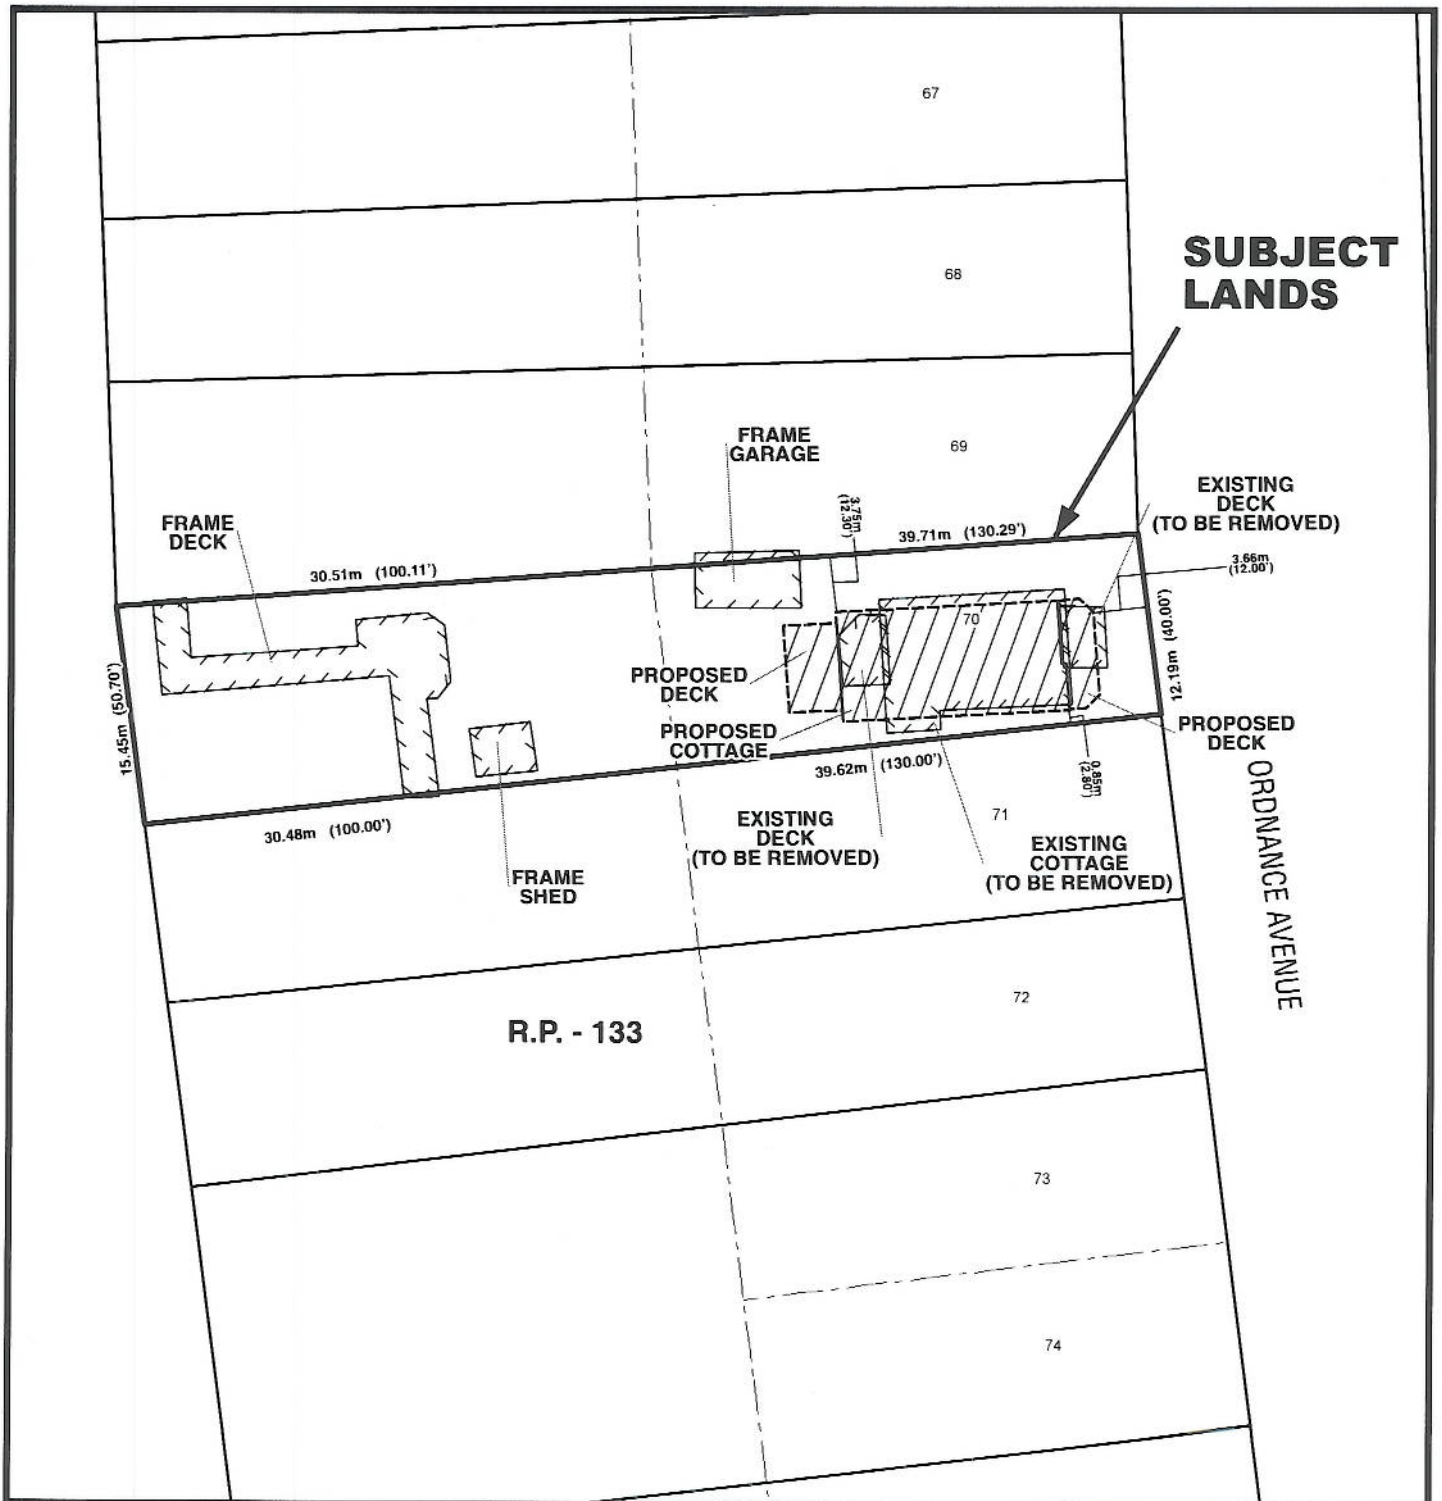 67
SUBJECT
LANDS
68
69
FRAME
GARAGE
EXISTING
DECK
(TO BE REMOVED)
FRAME
DECK
3.75m
(12.30')
39.71m (130.29')
3.66m
(12.00')
30.51m (100.11')
70
12.19m (40.00')
15.45m (50.70')
PROPOSED
DECK
PROPOSED
COTTAGE
PROPOSED
DECK
39.62m (130.00')
0.85m
(2.80')
30.48m (100.00')
EXISTING
DECK
(TO BE REMOVED)
71
EXISTING
COTTAGE
(TO BE REMOVED)
FRAME
SHED
ORDNANCE AVENUE
72
R.P. - 133
73
74